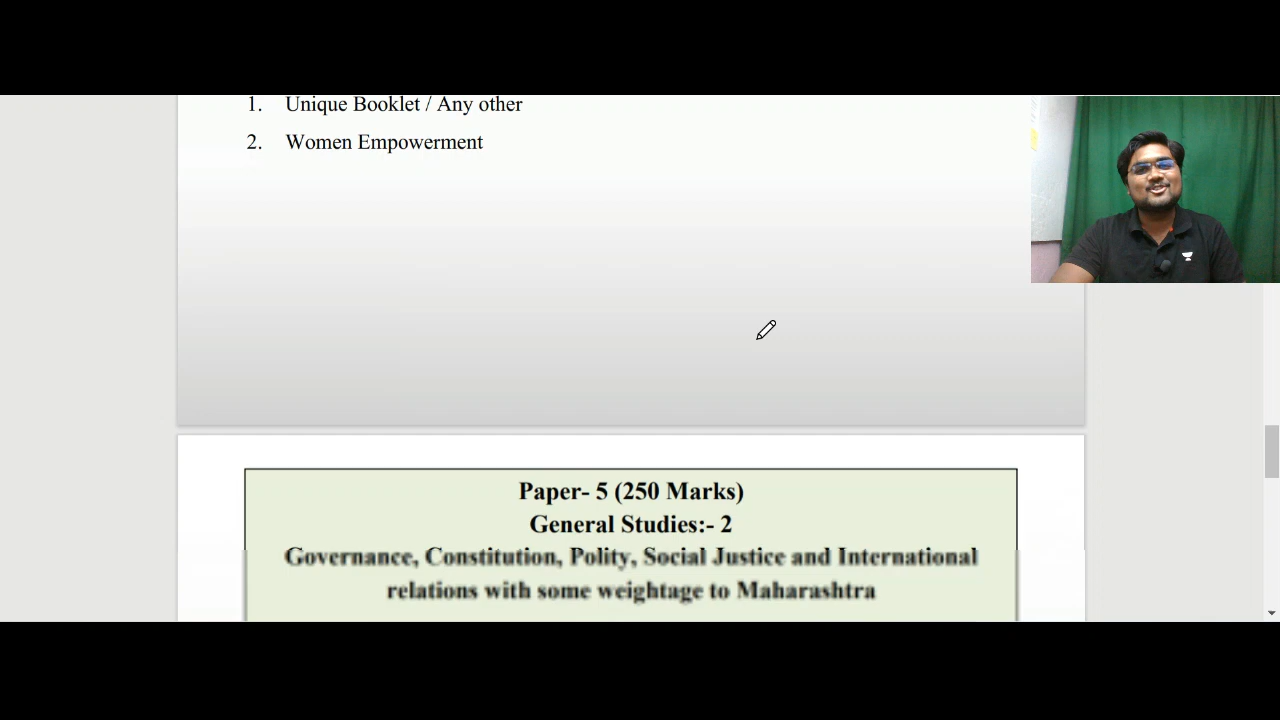 1. Unique Booklet / Any other
2. Women Empowerment
Paper- 5 (250 Marks)
General Studies:- 2
Governance, Constitution, Polity, Social Justice and International
relations with some weightage to Maharashtra